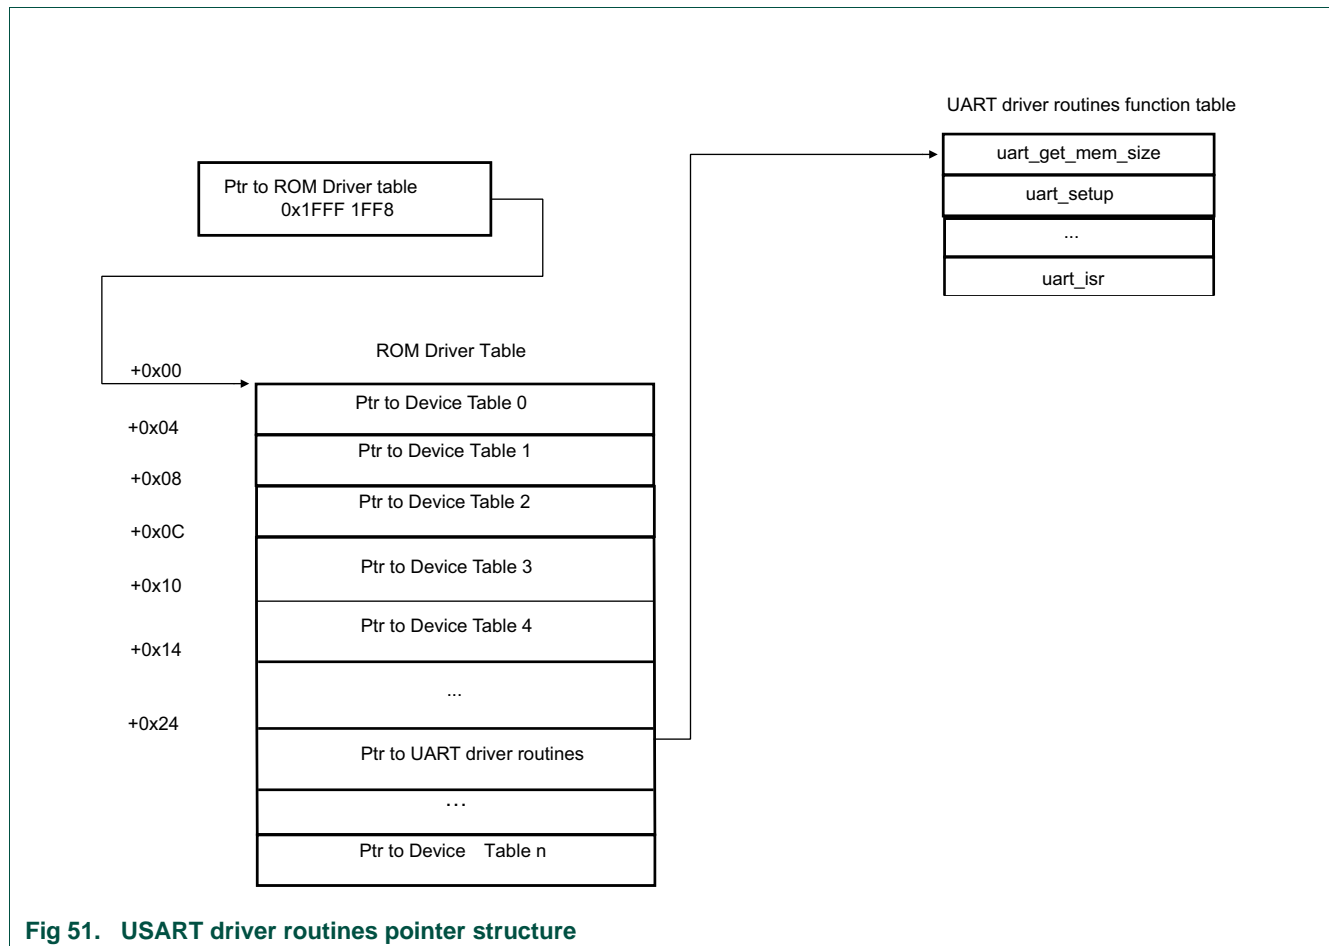 UART driver routines function table
uart_get_mem_size
uart_setup
...
uart_isr
Ptr to ROM Driver table
0x1FFF 1FF8
ROM Driver Table
+0x00
Ptr to Device Table 0
+0x04
Ptr to Device Table 1
+0x08
Ptr to Device Table 2
+0x0C
Ptr to Device Table 3
+0x10
Ptr to Device Table 4
+0x14
...
+0x24
Ptr to UART driver routines
...
Ptr to Device Table n
Fig 51. USART driver routines pointer structure